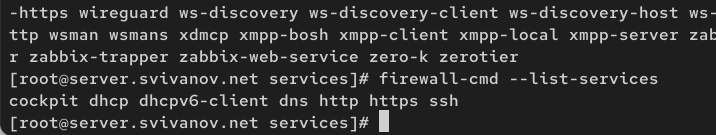 -https wireguard ws-discovery ws-discovery-client ws-discovery-host ws-
ttp wsman wsmans xdmcp xmpp-bosh xmpp-client xmpp-local xmpp-server zab
r zabbix-trapper zabbix-web-service zero-k zerotier
[root@server.svivanov.net services]# firewall-cmd --list-services
cockpit dhcp dhcpv6-client dns http https ssh
[root@server.svivanov.net services]#